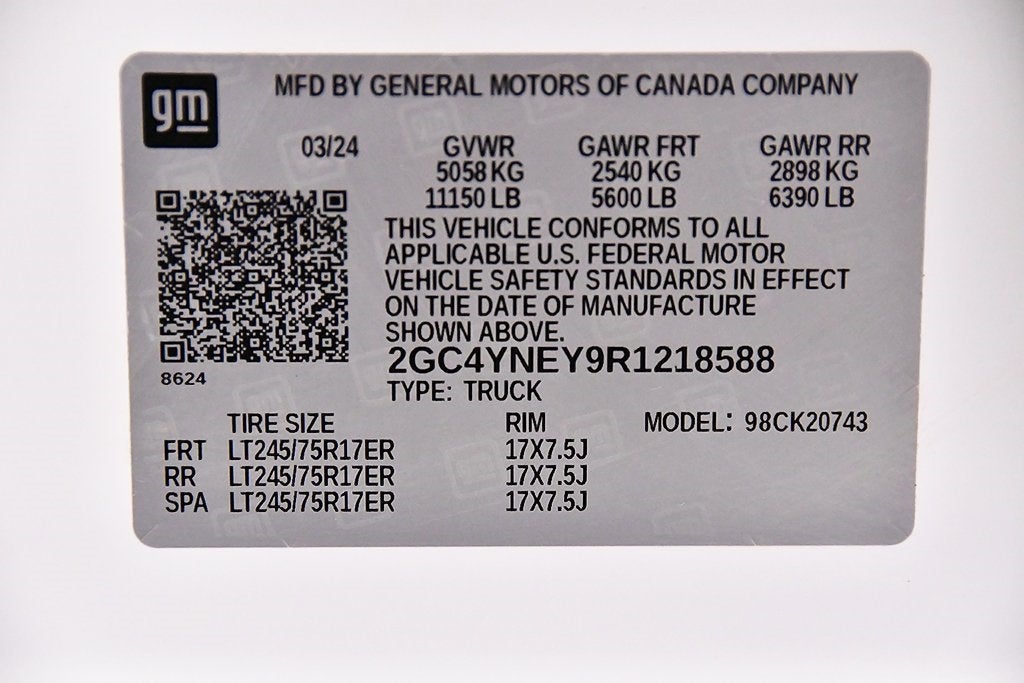 gm
MFD BY GENERAL MOTORS OF CANADA COMPANY
03/24 GVWR GAWR FRT GAWR RR
5058 KG 2540 KG 2898 KG
11150 LB 5600 LB 6390 LB
THIS VEHICLE CONFORMS TO ALL
APPLICABLE U.S. FEDERAL MOTOR
VEHICLE SAFETY STANDARDS IN EFFECT
ON THE DATE OF MANUFACTURE
SHOWN ABOVE.
2GC4YNEY9R1218588
8624
TYPE: TRUCK
TIRE SIZE RIM MODEL: 98CK20743
FRT LT245/75R17ER 17X7.5J
RR LT245/75R17ER 17X7.5J
SPA LT245/75R17ER 17X7.5J